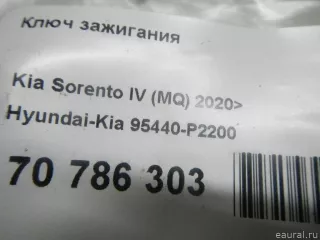 Ключ зажигания
Kia Sorento IV (MQ) 2020>
Hyundai-Kia 95440-P2200
70 786 303
eaural.ru